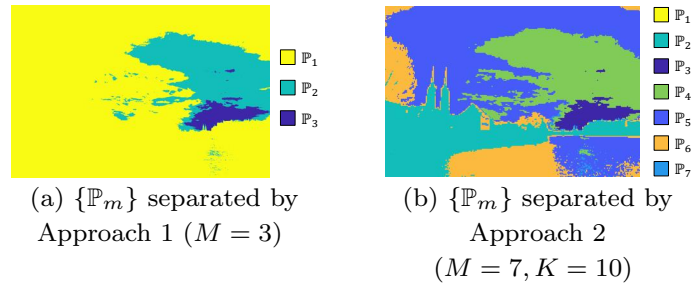 ℙ₁
ℙ₂
ℙ₃
ℙ₁
ℙ₂
ℙ₃
ℙ₄
ℙ₅
ℙ₆
ℙ₇
(a) {ℙₘ} separated by
Approach 1 (M = 3)
(b) {ℙₘ} separated by
Approach 2
(M = 7, K = 10)